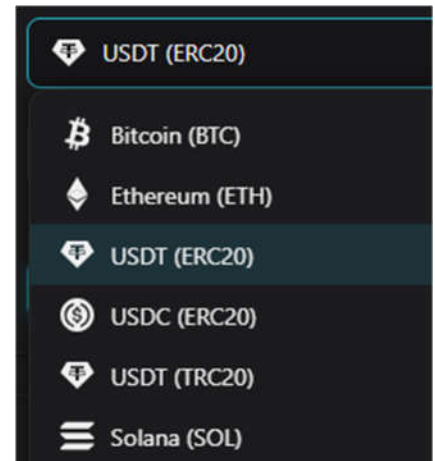 USDT (ERC20)
Bitcoin (BTC)
Ethereum (ETH)
USDT (ERC20)
USDC (ERC20)
USDT (TRC20)
Solana (SOL)